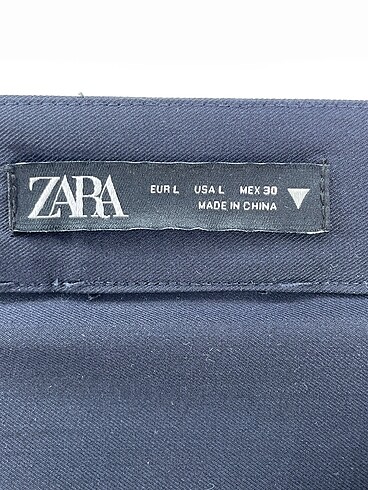 ZARA
EUR L USA L MEX 30
MADE IN CHINA